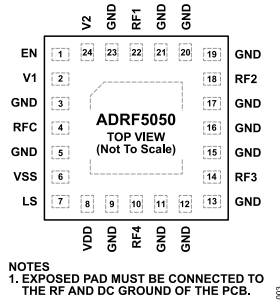 V2 GND RF1 GND GND
24 23 22 21 20
EN 1 19 GND
V1 2 18 RF2
GND 3 17 GND
RFC 4 16 GND
GND 5 15 GND
VSS 6 14 RF3
LS 7 13 GND
ADRF5050
TOP VIEW
(Not To Scale)
8 9 10 11 12
VDD GND RF4 GND GND
NOTES
1. EXPOSED PAD MUST BE CONNECTED TO
THE RF AND DC GROUND OF THE PCB.
003